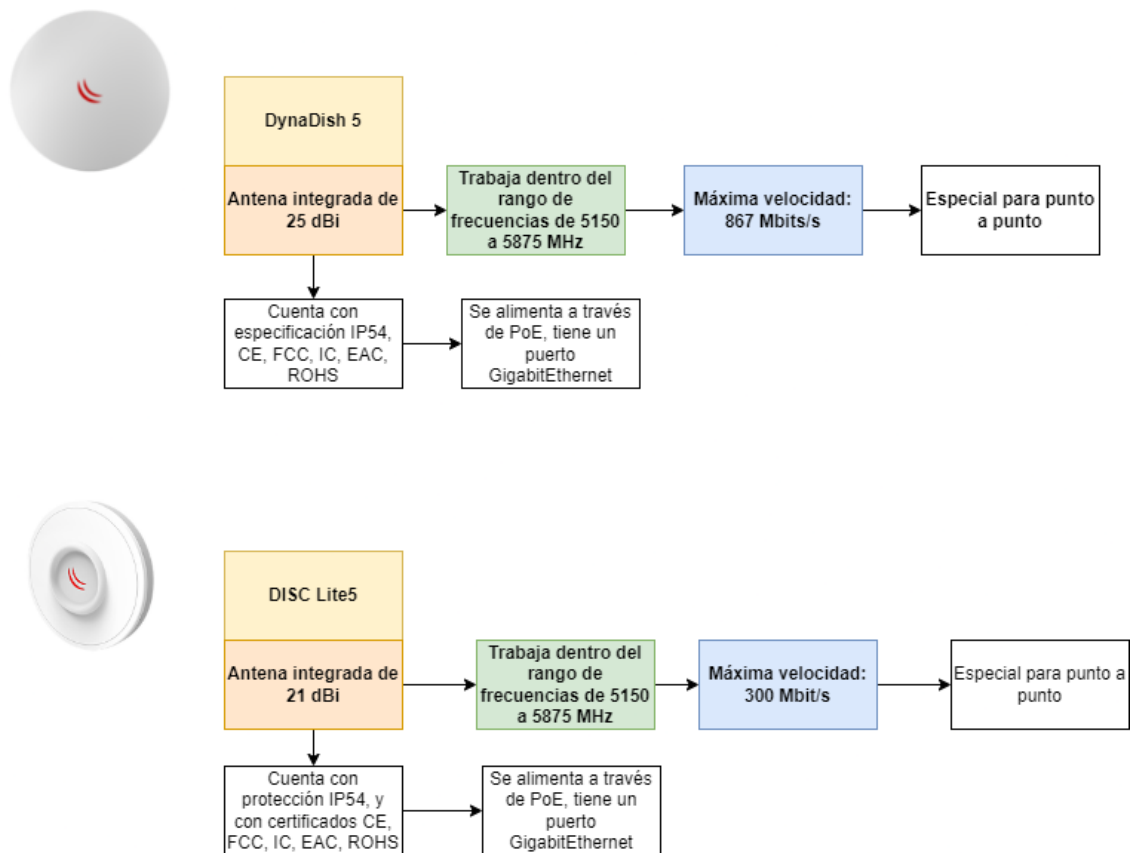 DynaDish 5
Antena integrada de
25 dBi
Trabaja dentro del
rango de
frecuencias de 5150
a 5875 MHz
Máxima velocidad:
867 Mbits/s
Especial para punto
a punto
Cuenta con
especificación IP54,
CE, FCC, IC, EAC,
ROHS
Se alimenta a través
de PoE, tiene un
puerto
GigabitEthernet
DISC Lite5
Antena integrada de
21 dBi
Trabaja dentro del
rango de
frecuencias de 5150
a 5875 MHz
Máxima velocidad:
300 Mbit/s
Especial para punto a
punto
Cuenta con
protección IP54, y
con certificados CE,
FCC, IC, EAC, ROHS
Se alimenta a través
de PoE, tiene un
puerto
GigabitEthernet